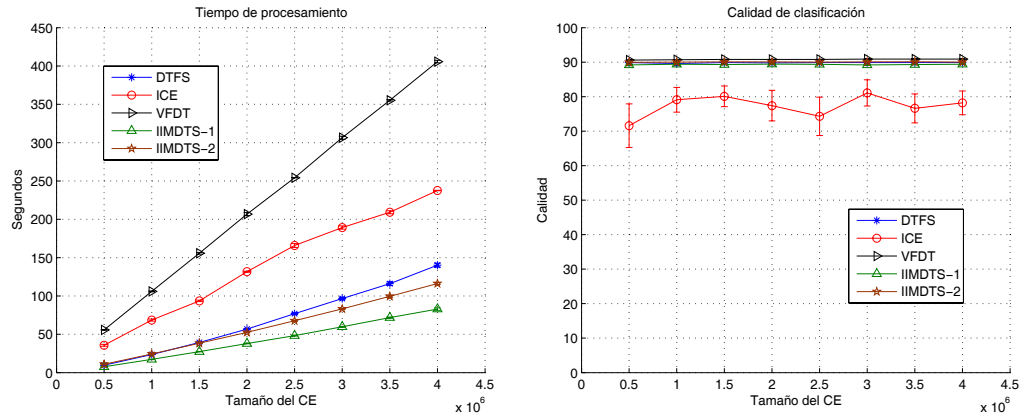 Tiempo de procesamiento
450
400
350
300
250
200
150
100
50
0
Segundos
DTFS
ICE
VFDT
IIMDTS-1
IIMDTS-2
0 0.5 1 1.5 2 2.5 3 3.5 4 4.5
Tamaño del CE
x 10^6
Calidad de clasificación
100
90
80
70
60
50
40
30
20
10
0
Calidad
DTFS
ICE
VFDT
IIMDTS-1
IIMDTS-2
0 0.5 1 1.5 2 2.5 3 3.5 4 4.5
Tamaño del CE
x 10^6